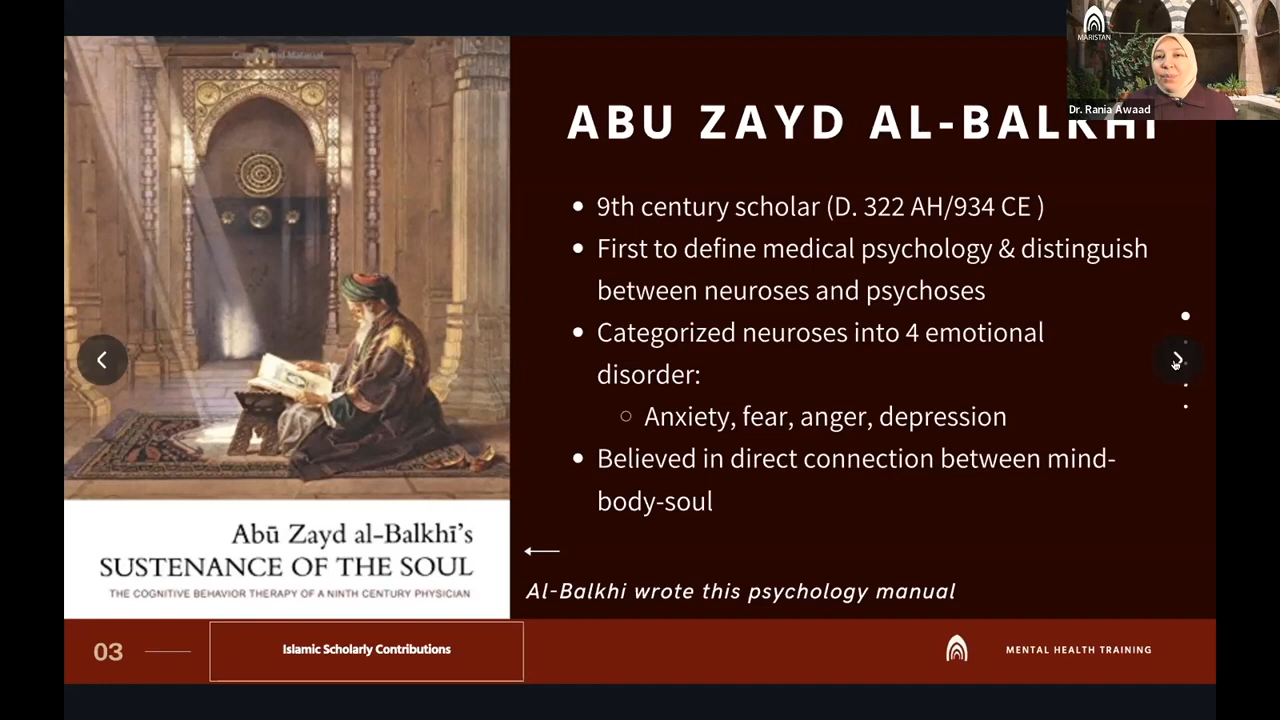 MARISTAN
Dr. Rania Awaad
ABU ZAYD AL-BALKHI
9th century scholar (D. 322 AH/934 CE )
First to define medical psychology & distinguish
between neuroses and psychoses
Categorized neuroses into 4 emotional
disorder:
Anxiety, fear, anger, depression
Believed in direct connection between mind-
body-soul
Copyrighted Material
Abū Zayd al-Balkhī's
SUSTENANCE OF THE SOUL
THE COGNITIVE BEHAVIOR THERAPY OF A NINTH CENTURY PHYSICIAN
Al-Balkhi wrote this psychology manual
03
Islamic Scholarly Contributions
MENTAL HEALTH TRAINING